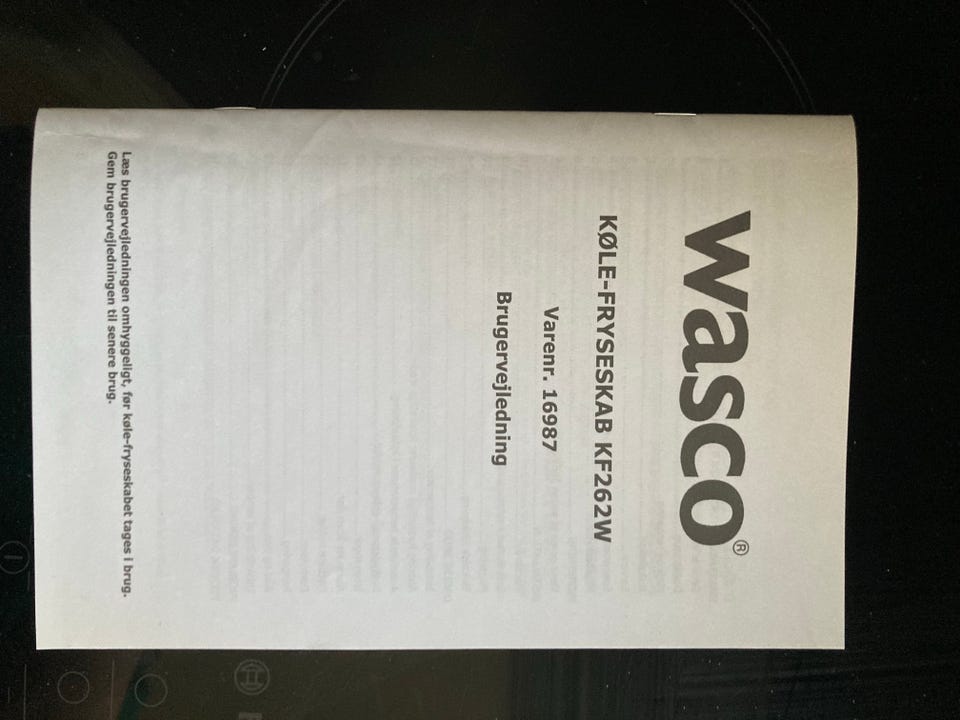 wasco®
KØLE-FRYSESKAB KF262W
Varenr. 16987
Brugervejledning
Læs brugervejledningen omhyggeligt, før køle-fryseskabet tages i brug.
Gem brugervejledningen til senere brug.